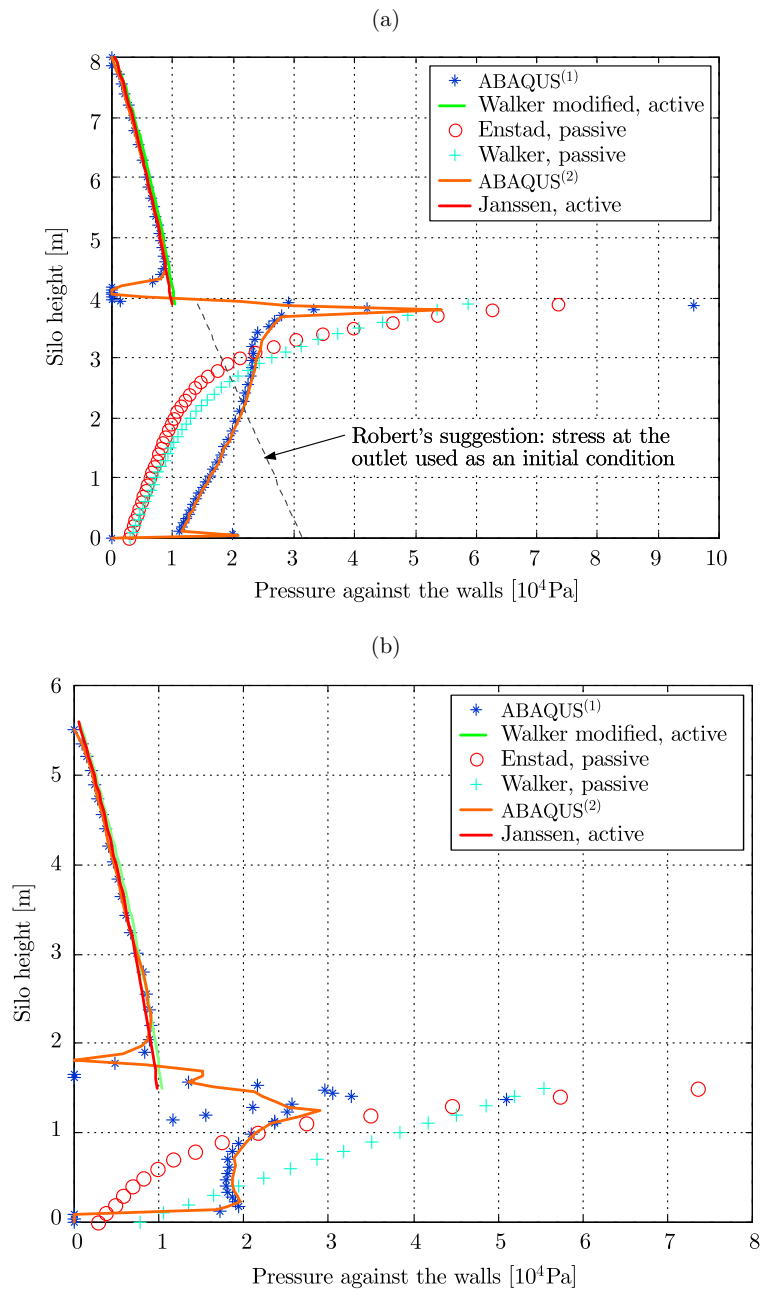 (a)
8
7
6
5
4
3
2
1
0
Silo height [m]
ABAQUS(1)
Walker modified, active
Enstad, passive
Walker, passive
ABAQUS(2)
Janssen, active
Robert's suggestion: stress at the
outlet used as an initial condition
0 1 2 3 4 5 6 7 8 9 10
Pressure against the walls [10⁴Pa]
(b)
6
5
4
3
2
1
0
Silo height [m]
ABAQUS(1)
Walker modified, active
Enstad, passive
Walker, passive
ABAQUS(2)
Janssen, active
0 1 2 3 4 5 6 7 8
Pressure against the walls [10⁴Pa]